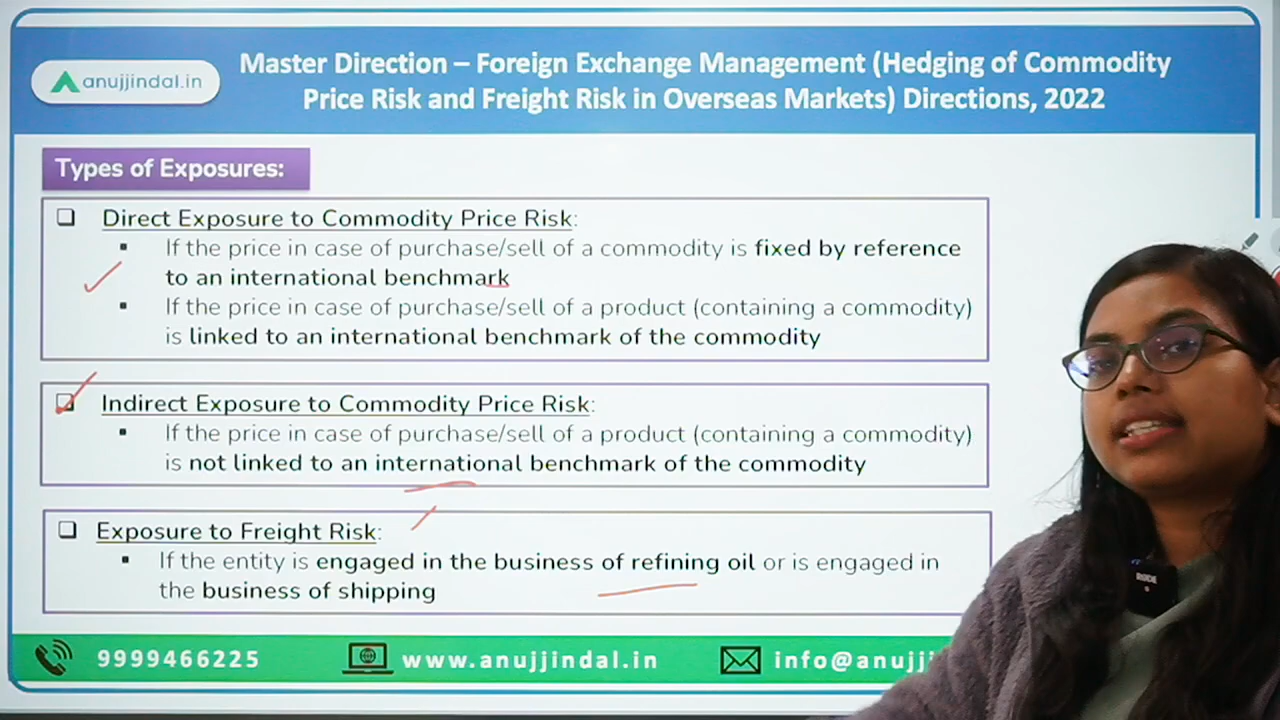 anujjindal.in
Master Direction – Foreign Exchange Management (Hedging of Commodity
Price Risk and Freight Risk in Overseas Markets) Directions, 2022
Types of Exposures:
Direct Exposure to Commodity Price Risk:
If the price in case of purchase/sell of a commodity is fixed by reference
to an international benchmark
If the price in case of purchase/sell of a product (containing a commodity)
is linked to an international benchmark of the commodity
Indirect Exposure to Commodity Price Risk:
If the price in case of purchase/sell of a product (containing a commodity)
is not linked to an international benchmark of the commodity
Exposure to Freight Risk:
If the entity is engaged in the business of refining oil or is engaged in
the business of shipping
RODE
9999466225
www.anujjindal.in
info@anujji